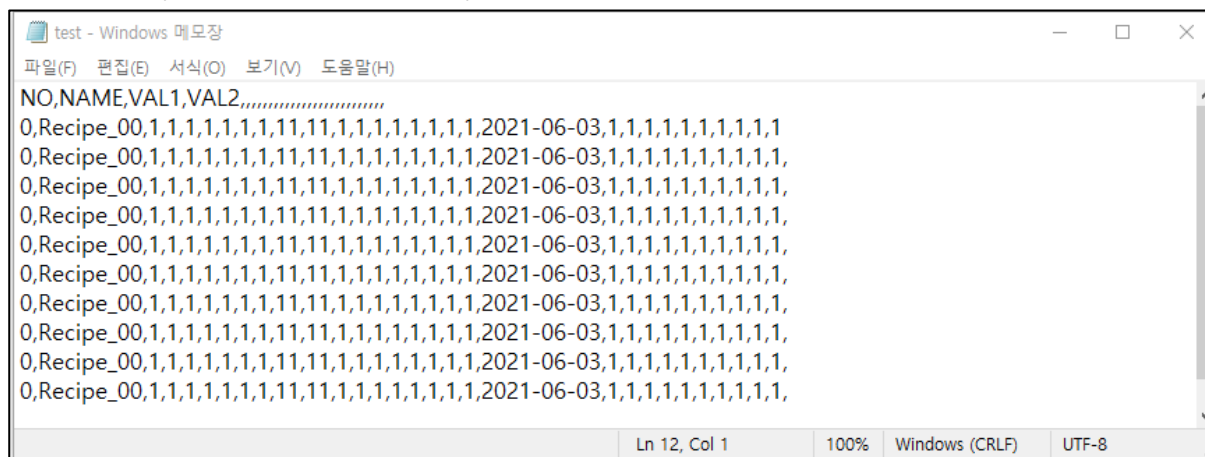 test - Windows 메모장
파일(F) 편집(E) 서식(O) 보기(V) 도움말(H)
NO,NAME,VAL1,VAL2,,,,,,,,,,,,,,,,,,,,,,,,,,
0,Recipe_00,1,1,1,1,1,1,1,11,11,1,1,1,1,1,1,1,1,2021-06-03,1,1,1,1,1,1,1,1,1,1
0,Recipe_00,1,1,1,1,1,1,1,11,11,1,1,1,1,1,1,1,1,2021-06-03,1,1,1,1,1,1,1,1,1,1,
0,Recipe_00,1,1,1,1,1,1,1,11,11,1,1,1,1,1,1,1,1,2021-06-03,1,1,1,1,1,1,1,1,1,1,
0,Recipe_00,1,1,1,1,1,1,1,11,11,1,1,1,1,1,1,1,1,2021-06-03,1,1,1,1,1,1,1,1,1,1,
0,Recipe_00,1,1,1,1,1,1,1,11,11,1,1,1,1,1,1,1,1,2021-06-03,1,1,1,1,1,1,1,1,1,1,
0,Recipe_00,1,1,1,1,1,1,1,11,11,1,1,1,1,1,1,1,1,2021-06-03,1,1,1,1,1,1,1,1,1,1,
0,Recipe_00,1,1,1,1,1,1,1,11,11,1,1,1,1,1,1,1,1,2021-06-03,1,1,1,1,1,1,1,1,1,1,
0,Recipe_00,1,1,1,1,1,1,1,11,11,1,1,1,1,1,1,1,1,2021-06-03,1,1,1,1,1,1,1,1,1,1,
0,Recipe_00,1,1,1,1,1,1,1,11,11,1,1,1,1,1,1,1,1,2021-06-03,1,1,1,1,1,1,1,1,1,1,
0,Recipe_00,1,1,1,1,1,1,1,11,11,1,1,1,1,1,1,1,1,2021-06-03,1,1,1,1,1,1,1,1,1,1,
Ln 12, Col 1 100% Windows (CRLF) UTF-8